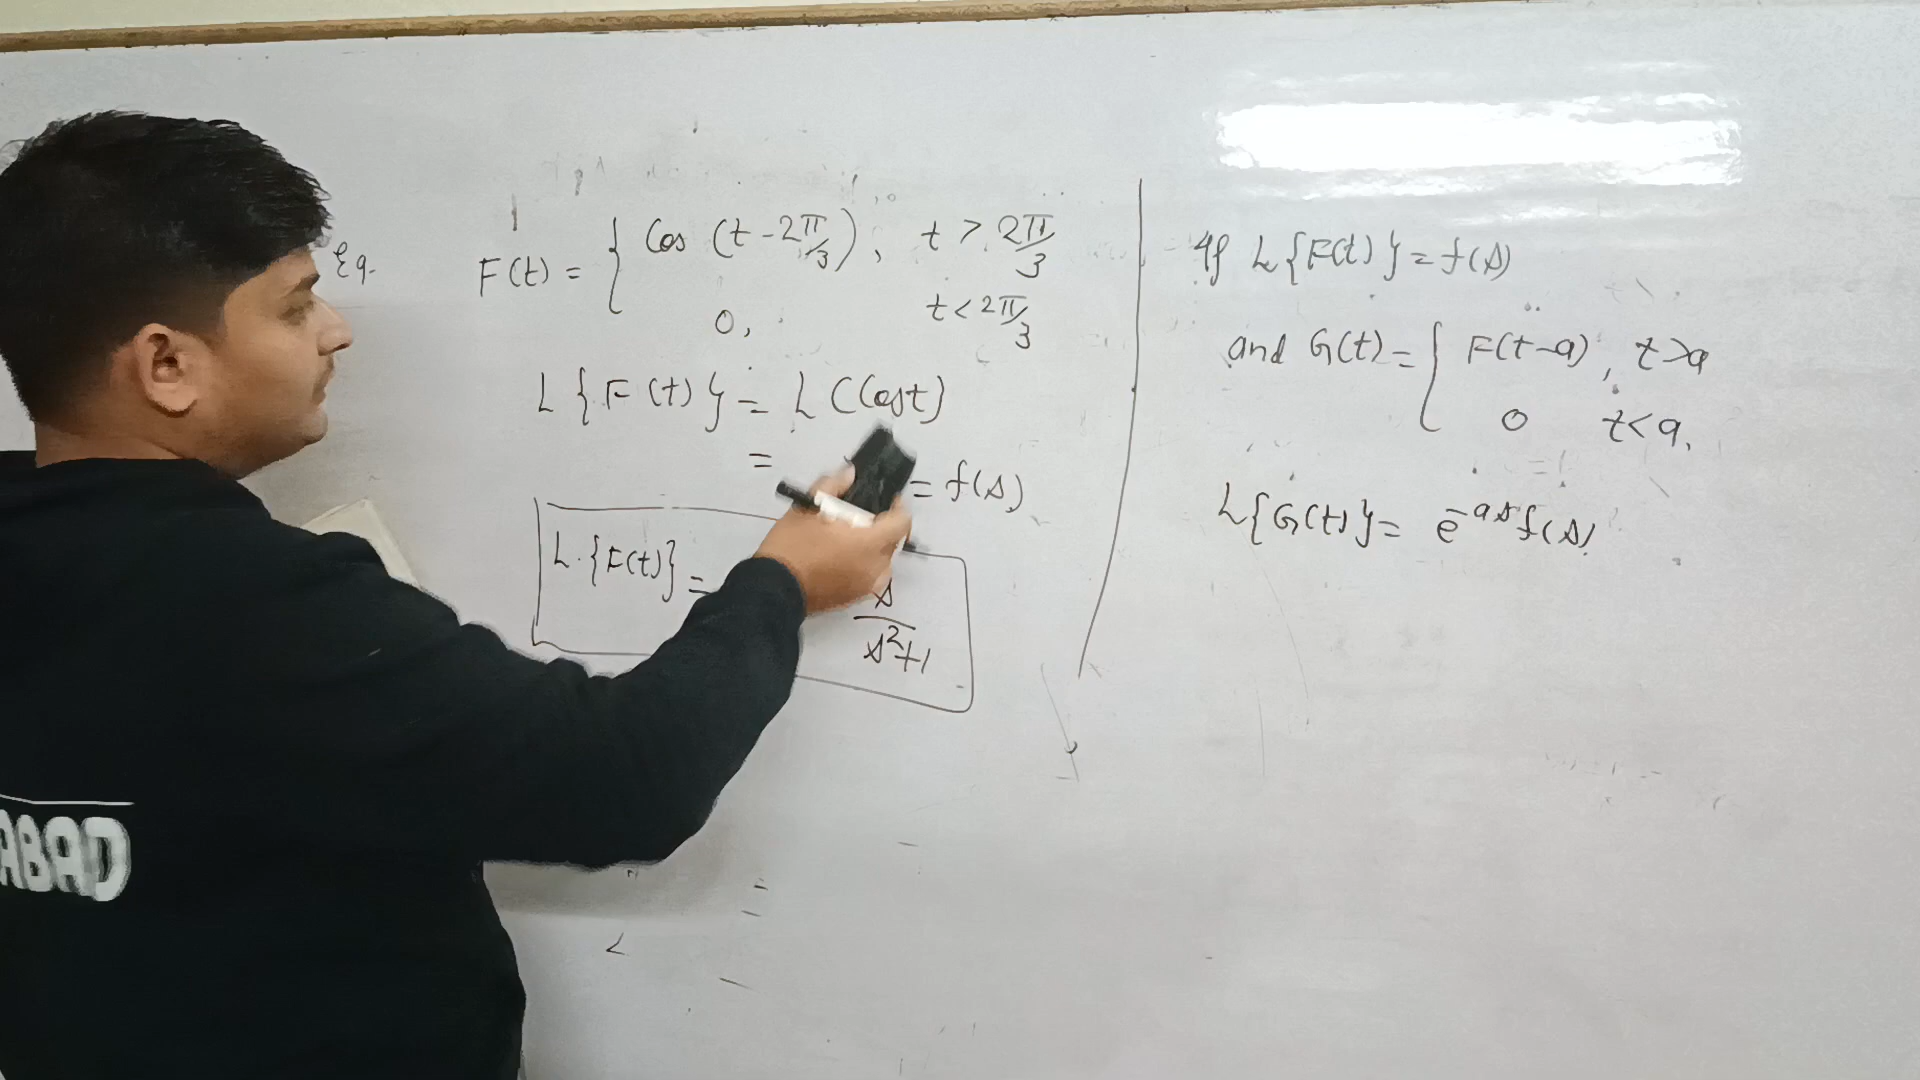 Eg. F(t) = { cos (t - 2π/3), t > 2π/3
0, t < 2π/3
L{F(t)} = L(cost)
= = f(s)
L.{F(t)} = s/s²+1
If L{F(t)} = f(s)
and G(t) = { F(t-a), t>a
0 t<a.
L{G(t)} = e^-as f(s)
ABAD